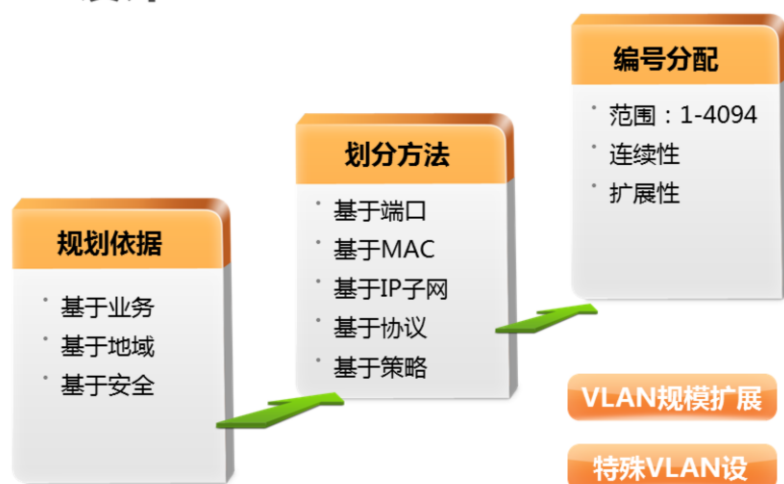 规划依据
基于业务
基于地域
基于安全
划分方法
基于端口
基于MAC
基于IP子网
基于协议
基于策略
编号分配
范围：1-4094
连续性
扩展性
VLAN规模扩展
特殊VLAN设